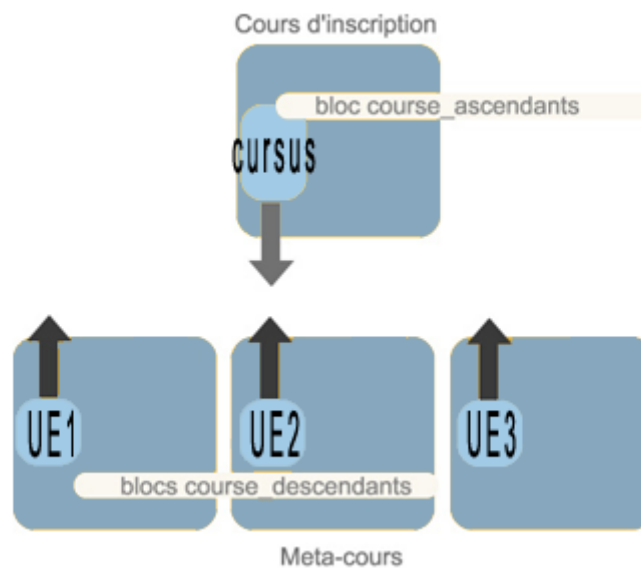 Cours d'inscription
bloc course_ascendants
cursus
UE1
UE2
UE3
blocs course_descendants
Meta-cours